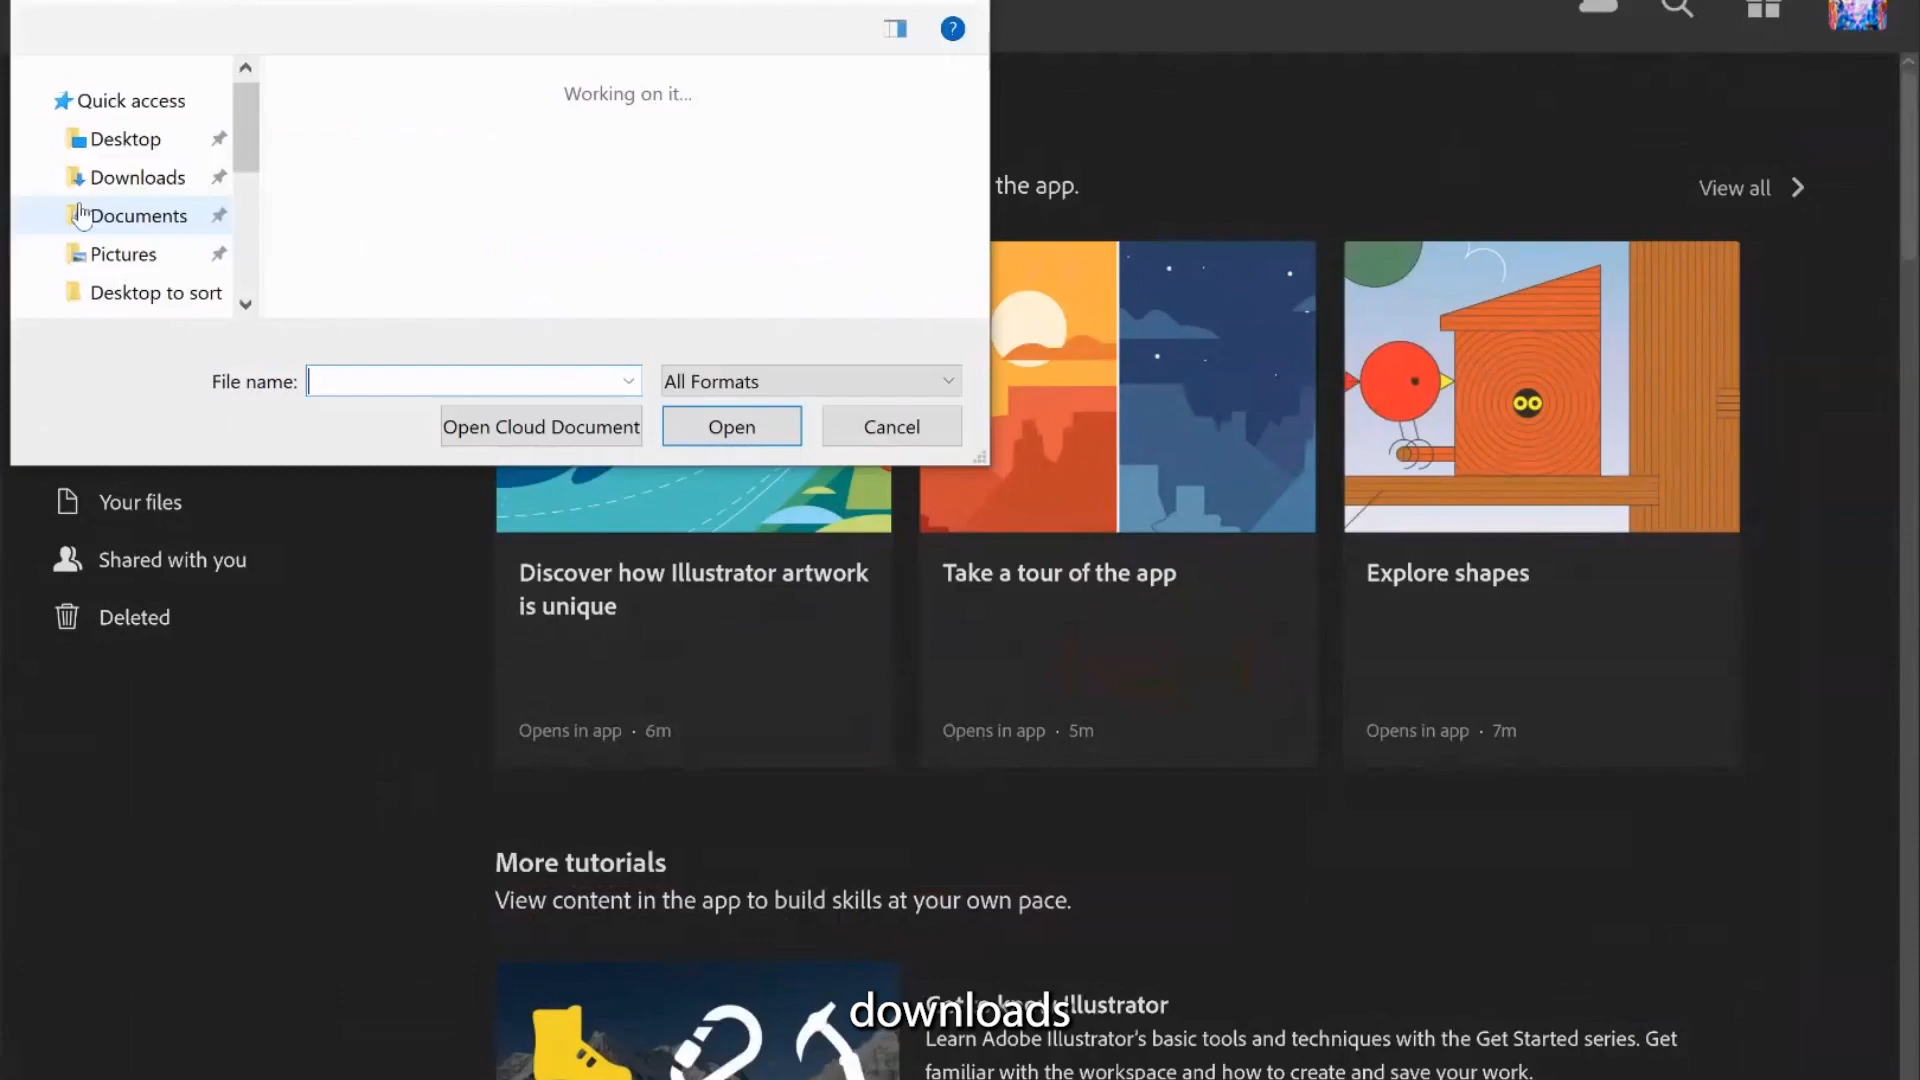 ?
Quick access
Working on it...
Desktop
Downloads
Documents
Pictures
Desktop to sort
File name:
All Formats
Open Cloud Document
Open
Cancel
the app.
View all
Your files
Shared with you
Deleted
Discover how Illustrator artwork
is unique
Opens in app · 6m
Take a tour of the app
Opens in app · 5m
Explore shapes
Opens in app · 7m
More tutorials
View content in the app to build skills at your own pace.
Get to know Illustrator
Learn Adobe Illustrator's basic tools and techniques with the Get Started series. Get
familiar with the workspace and how to create and save your work.
downloads